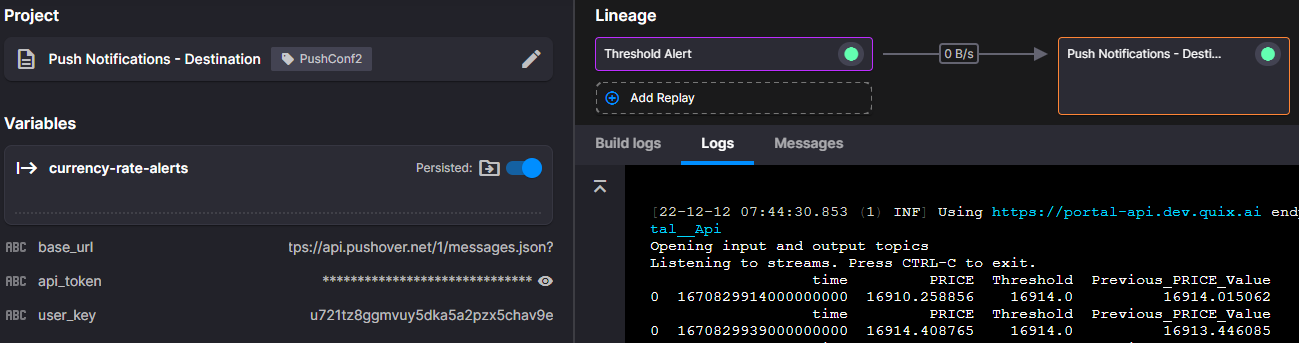 Project
Push Notifications - Destination PushConf2
Variables
currency-rate-alerts Persisted:
ABC base_url tps://api.pushover.net/1/messages.json?
ABC api_token ******************************
ABC user_key u721tz8ggmvuy5dka5a2pzx5chav9e
Lineage
Threshold Alert 0 B/s Push Notifications - Desti...
Add Replay
Build logs Logs Messages
[22-12-12 07:44:30.853 (1) INF] Using https://portal-api.dev.quix.ai endp
tal__Api
Opening input and output topics
Listening to streams. Press CTRL-C to exit.
time PRICE Threshold Previous_PRICE_Value
0 1670829914000000000 16910.258856 16914.0 16914.015062
time PRICE Threshold Previous_PRICE_Value
0 1670829939000000000 16914.408765 16914.0 16913.446085